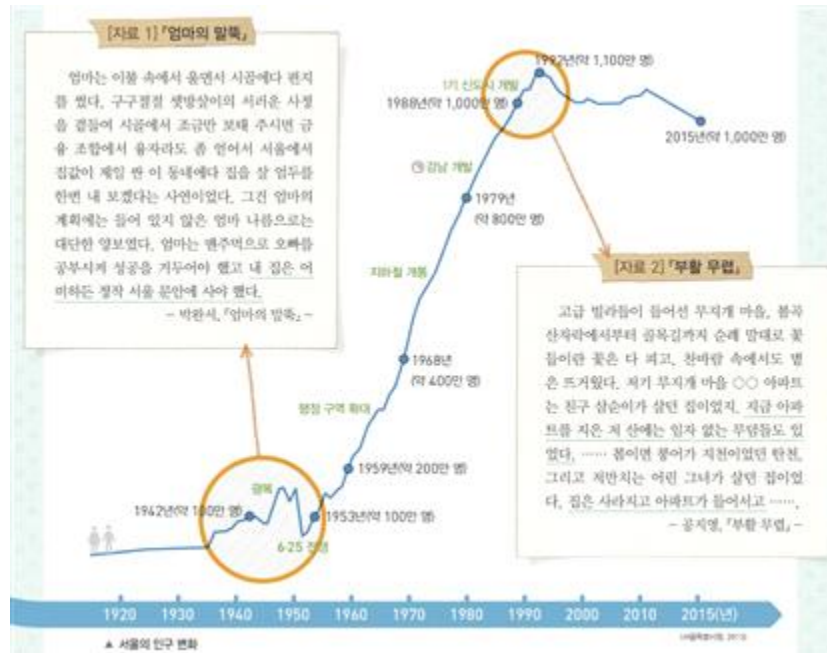 [자료 1] 「엄마의 말뚝」
엄마는 이불 속에서 울면서 시골에다 편지
를 썼다. 구구절절 셋방살이의 서러운 사정
을 곁들여 시골에서 조금만 보태 주시면 금
융 조합에서 융자라도 좀 얻어서 서울에서
집값이 제일 싼 이 동네에다 집을 살 엄두를
한번 내 보겠다는 사연이었다. 그건 엄마의
계획에는 들어 있지 않은 엄마 나름으로는
대단한 양보였다. 엄마는 맨주먹으로 오빠를
공부시켜 성공을 거두어야 했고 내 집은 어
떠하든 정작 서울 문안에 사야 했다.
- 박완서, 「엄마의 말뚝」 -
1992년(약 1,100만 명)
1기 신도시 개발
1988년(약 1,000만 명)
2015년(약 1,000만 명)
강남 개발
1979년
(약 800만 명)
지하철 개통
[자료 2] 「부활 무렵」
고급 빌라들이 들어선 무지개 마을, 봄곡
산자락에서부터 골목길까지 순례 말대로 꽃
들이란 꽃은 다 피고, 찬바람 속에서도 볕
은 뜨거웠다. 저기 무지개 마을 ○○ 아파트
는 친구 삼순이가 살던 집이었지. 지금 아파
트를 지은 저 산에는 임자 없는 무덤들도 있
었다. …… 봄이면 붕어가 지천이었던 탄천,
그리고 저만치는 어린 그녀가 살던 집이었
다. 집은 사라지고 아파트가 들어서고 …….
- 공지영, 「부활 무렵」 -
1968년
(약 400만 명)
행정 구역 확대
1959년(약 200만 명)
광복
1942년(약 100만 명)
1953년(약 100만 명)
6·25 전쟁
1920 1930 1940 1950 1960 1970 1980 1990 2000 2010 2015(년)
▲ 서울의 인구 변화